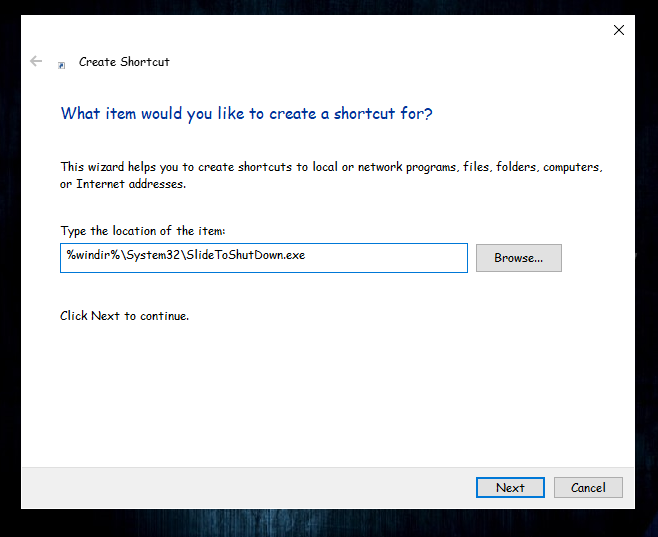 Create Shortcut
What item would you like to create a shortcut for?
This wizard helps you to create shortcuts to local or network programs, files, folders, computers,
or Internet addresses.
Type the location of the item:
%windir%\System32\SlideToShutDown.exe
Browse...
Click Next to continue.
Next
Cancel